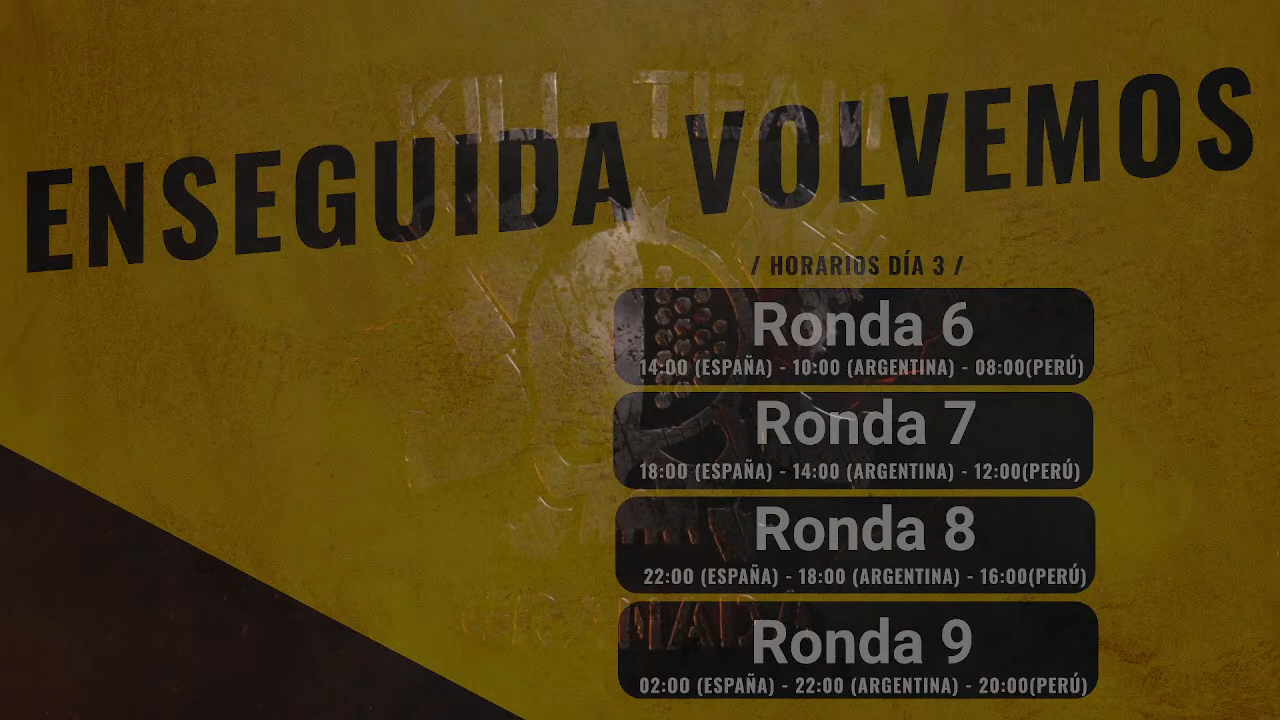 KILL TEAM
ENSEGUIDA VOLVEMOS
/ HORARIOS DÍA 3 /
Ronda 6
14:00 (ESPAÑA) - 10:00 (ARGENTINA) - 08:00(PERÚ)
Ronda 7
18:00 (ESPAÑA) - 14:00 (ARGENTINA) - 12:00(PERÚ)
Ronda 8
22:00 (ESPAÑA) - 18:00 (ARGENTINA) - 16:00(PERÚ)
Ronda 9
02:00 (ESPAÑA) - 22:00 (ARGENTINA) - 20:00(PERÚ)